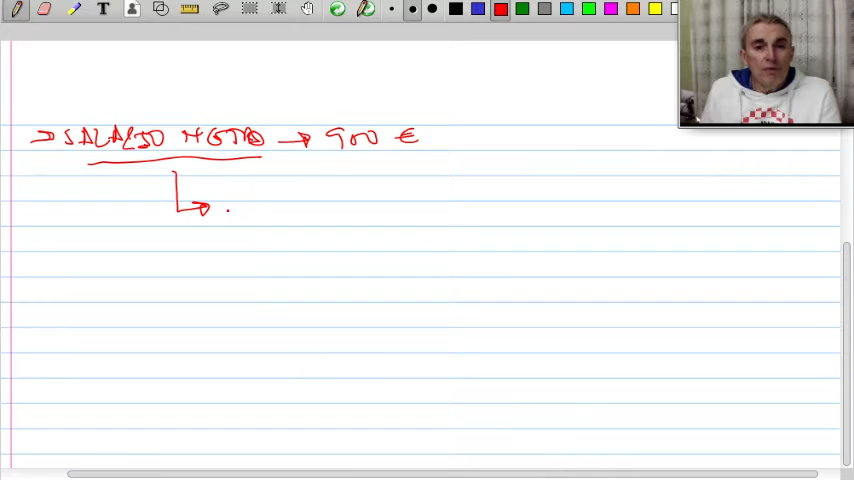 → SALARIO NETO → 900 €